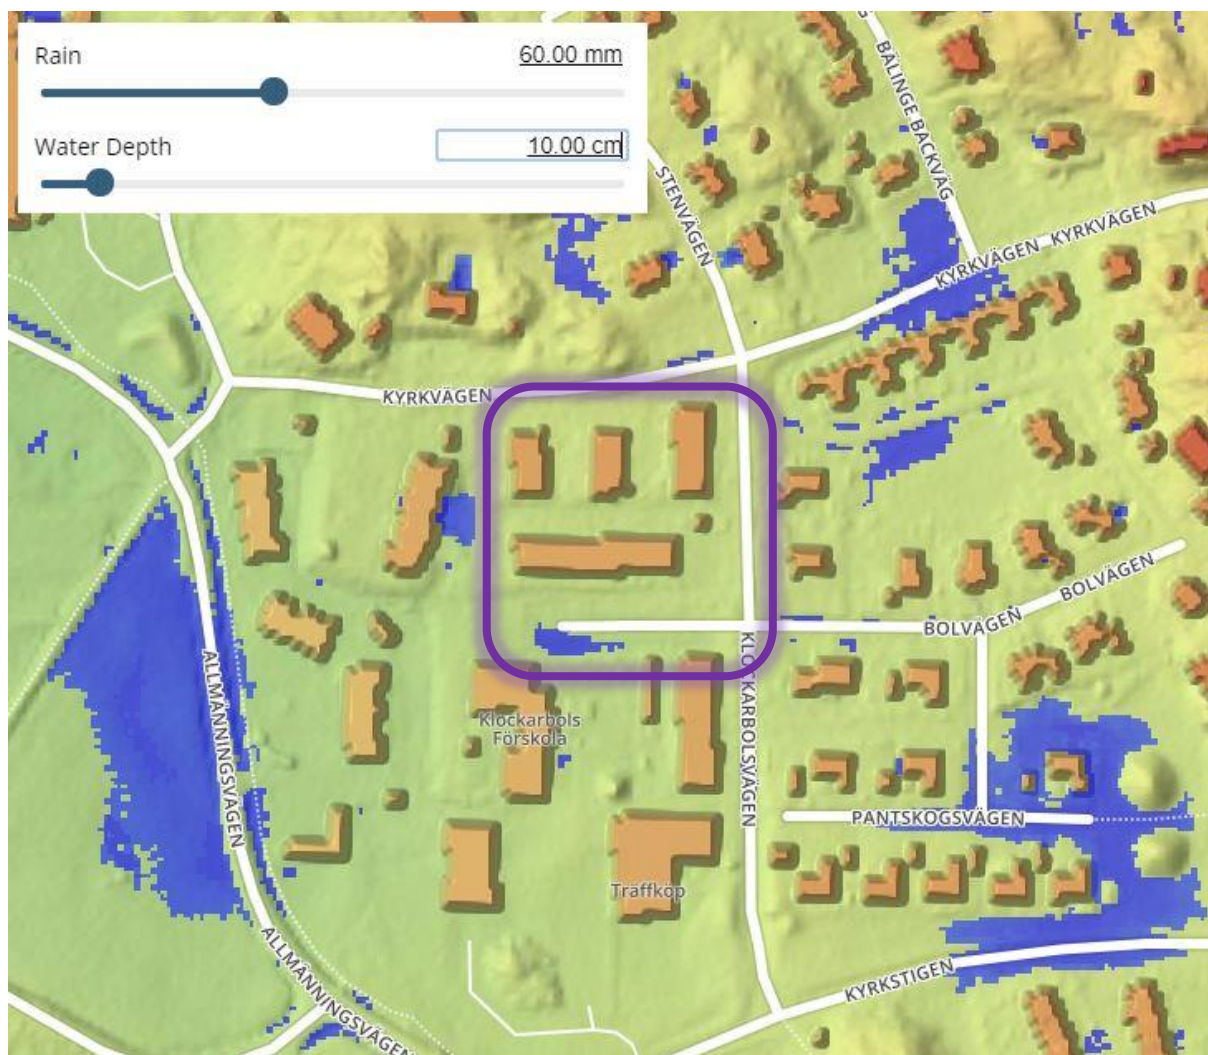 Rain 60.00 mm
Water Depth 10.00 cm
BÄLINGE BACKVÄG
STENVÄGEN
KYRKVÄGEN KYRKVÄGEN
KYRKVÄGEN
BOLVÄGEN
BOLVÄGEN
KLOCKARBOLSVÄGEN
ALLMÄNNINGSVÄGEN
Klockarbols
Förskola
PANTSKOGSVÄGEN
Träffköp
ALLMÄNNINGSVÄGEN
KYRKSTIGEN